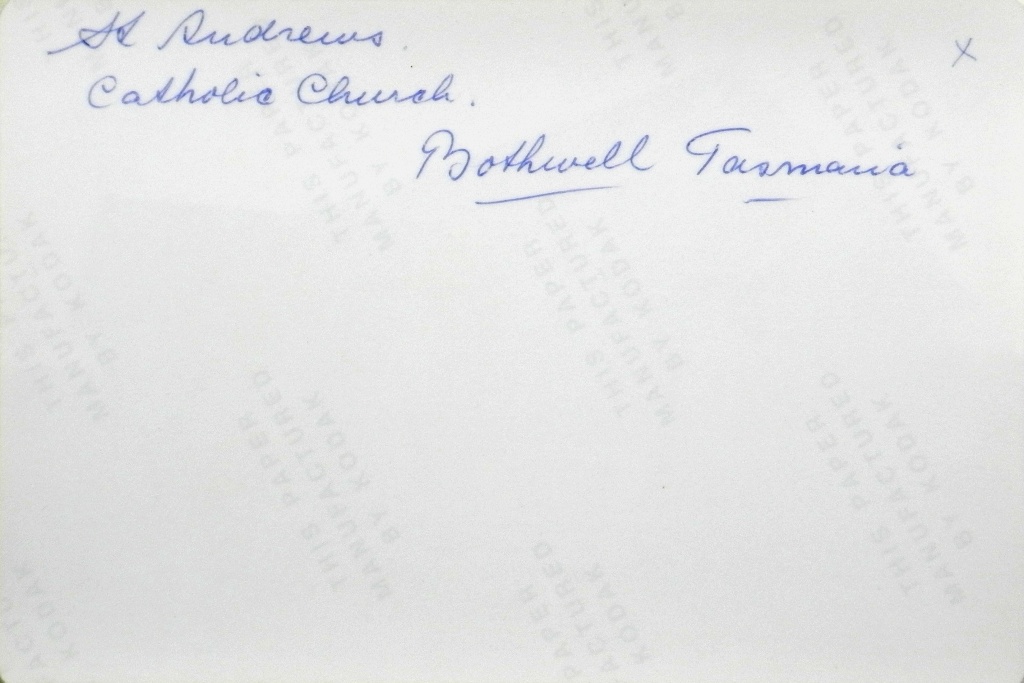 St Andrews.
Catholic Church.
Bothwell Tasmania
x
THIS PAPER
MANUFACTURED
BY KODAK